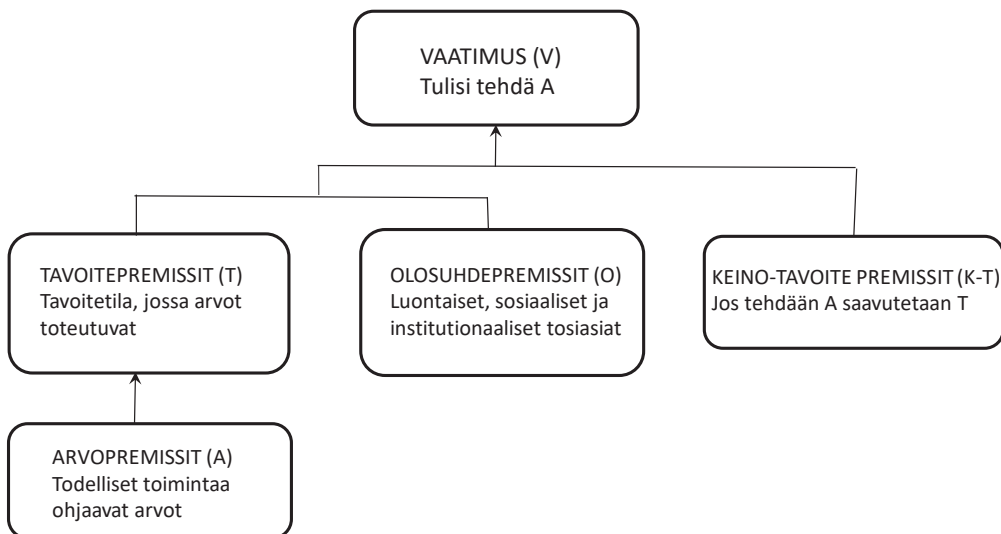 VAATIMUS (V)
Tulisi tehdä A
TAVOITEPREMISSIT (T)
Tavoitetila, jossa arvot
toteutuvat
OLOSUHDEPREMISSIT (O)
Luontaiset, sosiaaliset ja
institutionaaliset tosiasiat
KEINO-TAVOITE PREMISSIT (K-T)
Jos tehdään A saavutetaan T
ARVOPREMISSIT (A)
Todelliset toimintaa
ohjaavat arvot